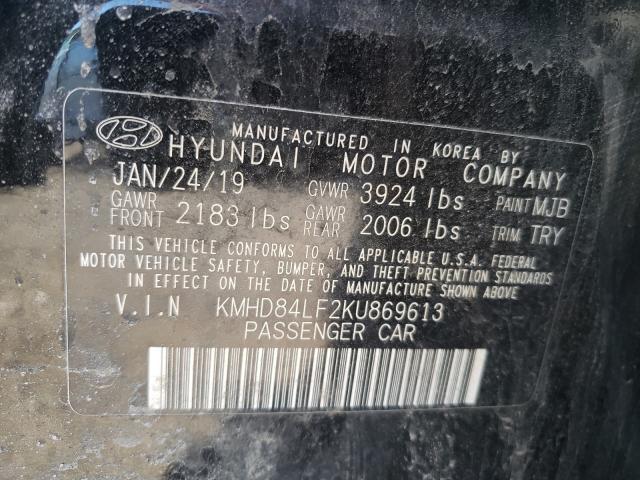 MANUFACTURED IN KOREA BY
HYUNDAI MOTOR COMPANY
JAN/24/19 GVWR 3924 lbs PAINT MJB
GAWR FRONT 2183 lbs GAWR REAR 2006 lbs TRIM TRY
THIS VEHICLE CONFORMS TO ALL APPLICABLE U.S.A. FEDERAL
MOTOR VEHICLE SAFETY, BUMPER, AND THEFT PREVENTION STANDARDS
IN EFFECT ON THE DATE OF MANUFACTURE SHOWN ABOVE.
V.I.N KMHD84LF2KU869613
PASSENGER CAR